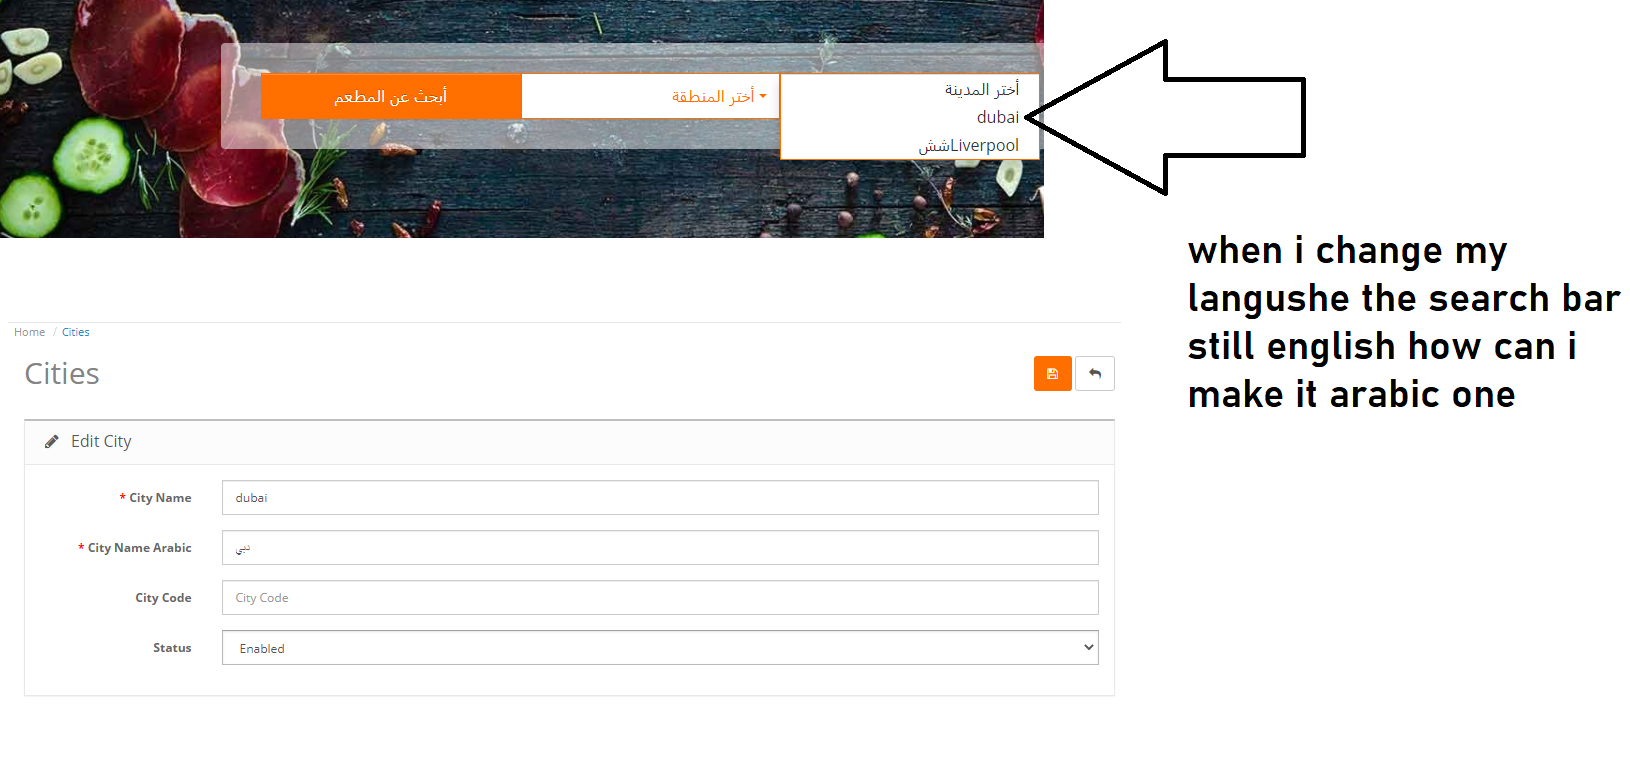 أبحث عن المطعم
أختر المنطقة
أختر المدينة
dubai
Liverpoolشش
when i change my
langushe the search bar
still english how can i
make it arabic one
Home / Cities
Cities
Edit City
* City Name
dubai
* City Name Arabic
دبي
City Code
City Code
Status
Enabled